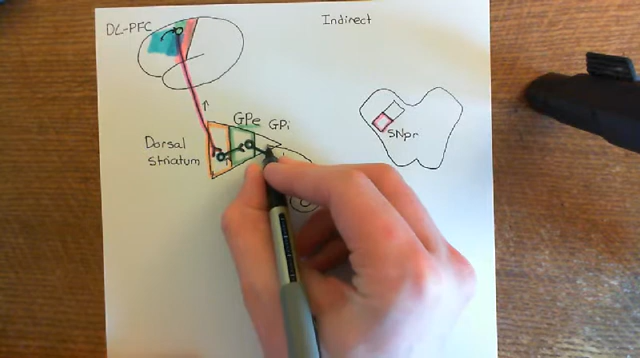 Indirect
DL-PFC
GPe
GPi
Dorsal
striatum
SNpr